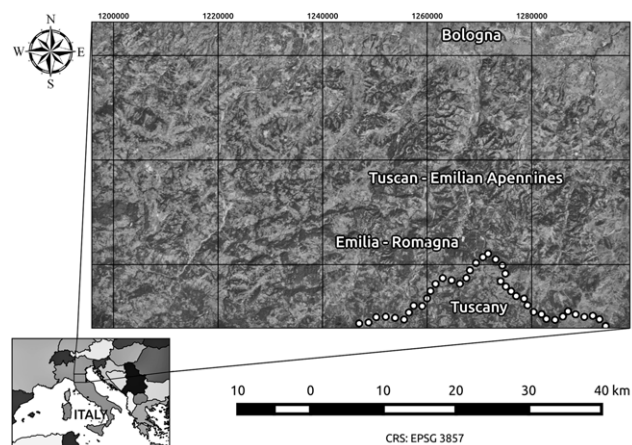 1200000 1220000 1240000 1260000 1280000
N
W E
S
Bologna
Tuscan - Emilian Apennines
Emilia - Romagna
Tuscany
ITALY
10 0 10 20 30 40 km
CRS: EPSG 3857